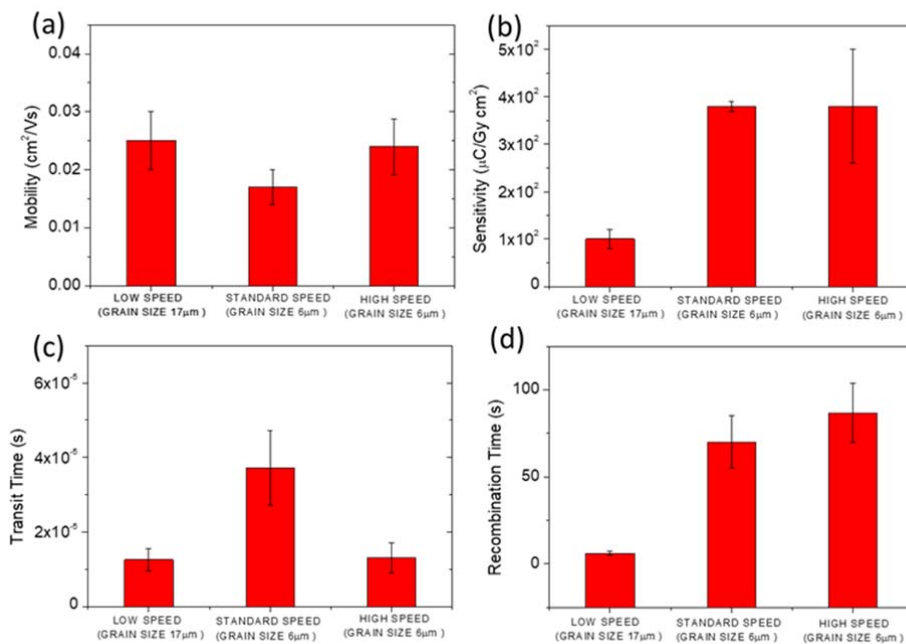 (a)
0.04
0.03
0.02
0.01
0.00
Mobility (cm²/Vs)
LOW SPEED
(GRAIN SIZE 17μm )
STANDARD SPEED
(GRAIN SIZE 6μm )
HIGH SPEED
(GRAIN SIZE 6μm )
(b)
5x10²
4x10²
3x10²
2x10²
1x10²
0
Sensitivity (μC/Gy cm²)
LOW SPEED
(GRAIN SIZE 17μm )
STANDARD SPEED
(GRAIN SIZE 6μm )
HIGH SPEED
(GRAIN SIZE 6μm )
(c)
6x10⁻⁵
4x10⁻⁵
2x10⁻⁵
0
Transit Time (s)
LOW SPEED
(GRAIN SIZE 17μm )
STANDARD SPEED
(GRAIN SIZE 6μm )
HIGH SPEED
(GRAIN SIZE 6μm )
(d)
100
50
0
Recombination Time (s)
LOW SPEED
(GRAIN SIZE 17μm )
STANDARD SPEED
(GRAIN SIZE 6μm )
HIGH SPEED
(GRAIN SIZE 6μm )